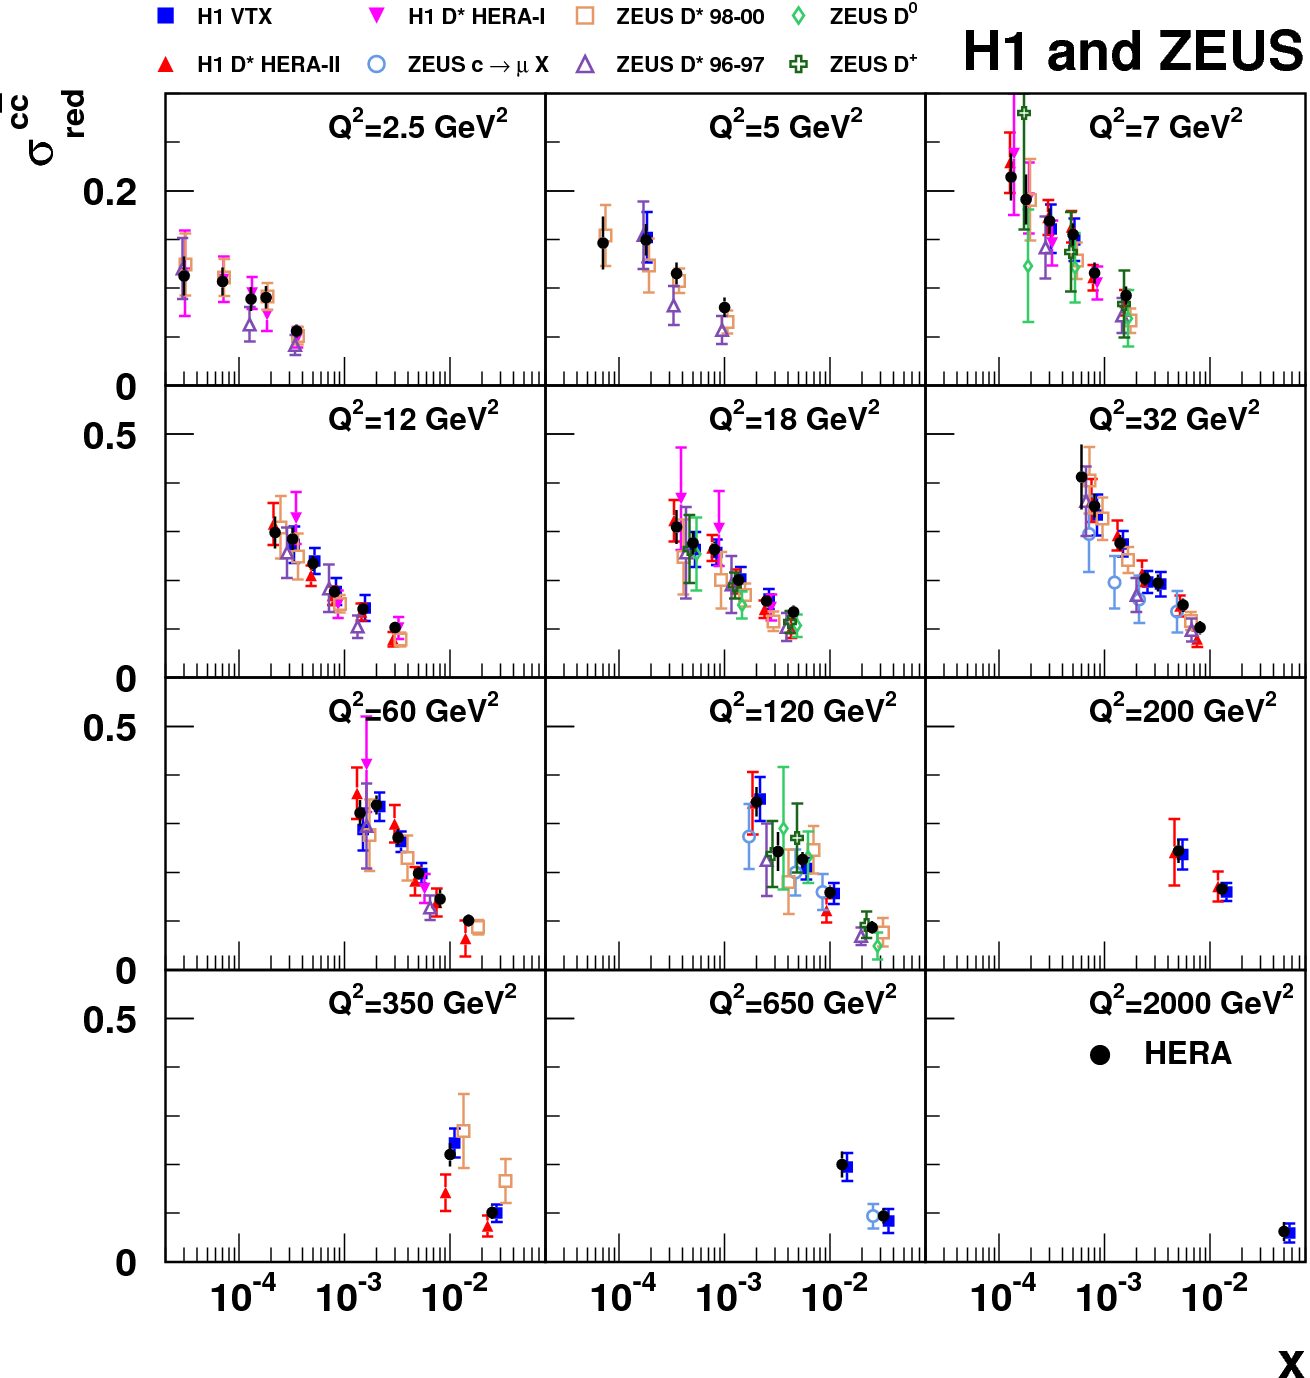 H1 VTX
H1 D* HERA-I
ZEUS D* 98-00
ZEUS D⁰
H1 D* HERA-II
ZEUS c → μ X
ZEUS D* 96-97
ZEUS D⁺
H1 and ZEUS
σ red cc̄
Q²=2.5 GeV²
Q²=5 GeV²
Q²=7 GeV²
0.2
0
Q²=12 GeV²
Q²=18 GeV²
Q²=32 GeV²
0.5
0
Q²=60 GeV²
Q²=120 GeV²
Q²=200 GeV²
0.5
0
Q²=350 GeV²
Q²=650 GeV²
Q²=2000 GeV²
0.5
HERA
0
10⁻⁴ 10⁻³ 10⁻² 10⁻⁴ 10⁻³ 10⁻² 10⁻⁴ 10⁻³ 10⁻²
x